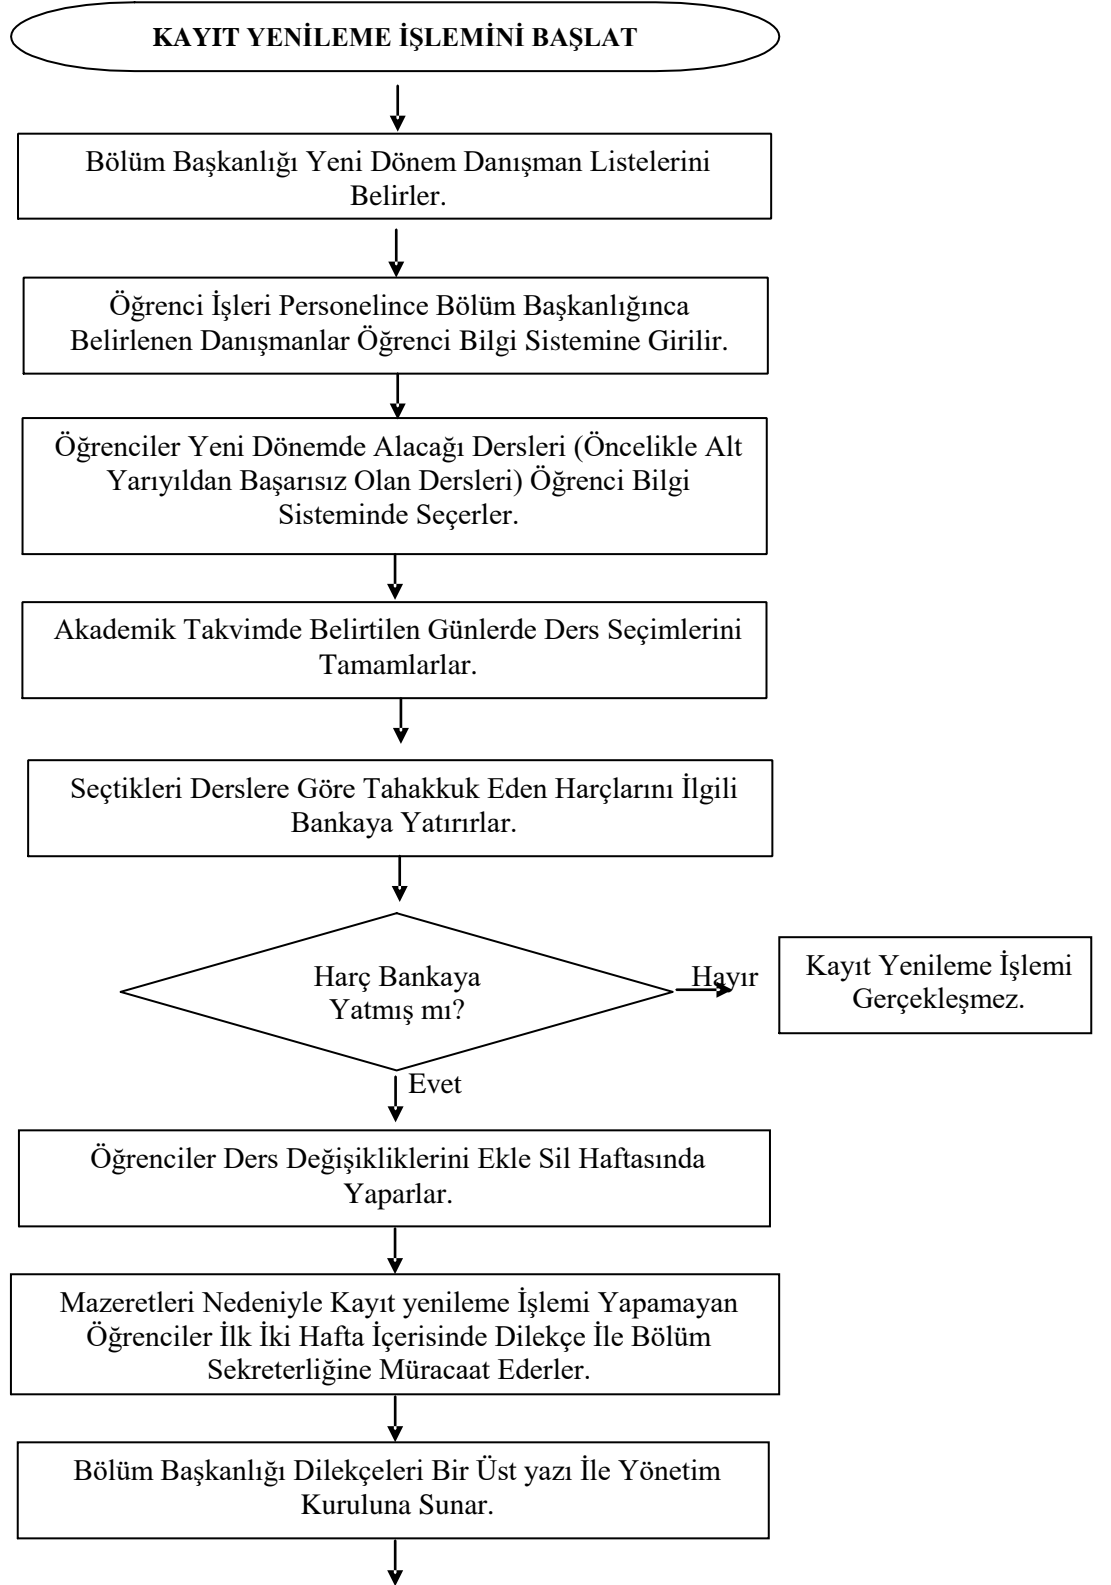 KAYIT YENİLEME İŞLEMİNİ BAŞLAT
Bölüm Başkanlığı Yeni Dönem Danışman Listelerini
Belirler.
Öğrenci İşleri Personelince Bölüm Başkanlığınca
Belirlenen Danışmanlar Öğrenci Bilgi Sistemine Girilir.
Öğrenciler Yeni Dönemde Alacağı Dersleri (Öncelikle Alt
Yarıyıldan Başarısız Olan Dersleri) Öğrenci Bilgi
Sisteminde Seçerler.
Akademik Takvimde Belirtilen Günlerde Ders Seçimlerini
Tamamlarlar.
Seçtikleri Derslere Göre Tahakkuk Eden Harçlarını İlgili
Bankaya Yatırırlar.
Harç Bankaya
Yatmış mı?
Hayır
Kayıt Yenileme İşlemi
Gerçekleşmez.
Evet
Öğrenciler Ders Değişikliklerini Ekle Sil Haftasında
Yaparlar.
Mazeretleri Nedeniyle Kayıt yenileme İşlemi Yapamayan
Öğrenciler İlk İki Hafta İçerisinde Dilekçe İle Bölüm
Sekreterliğine Müracaat Ederler.
Bölüm Başkanlığı Dilekçeleri Bir Üst yazı İle Yönetim
Kuruluna Sunar.